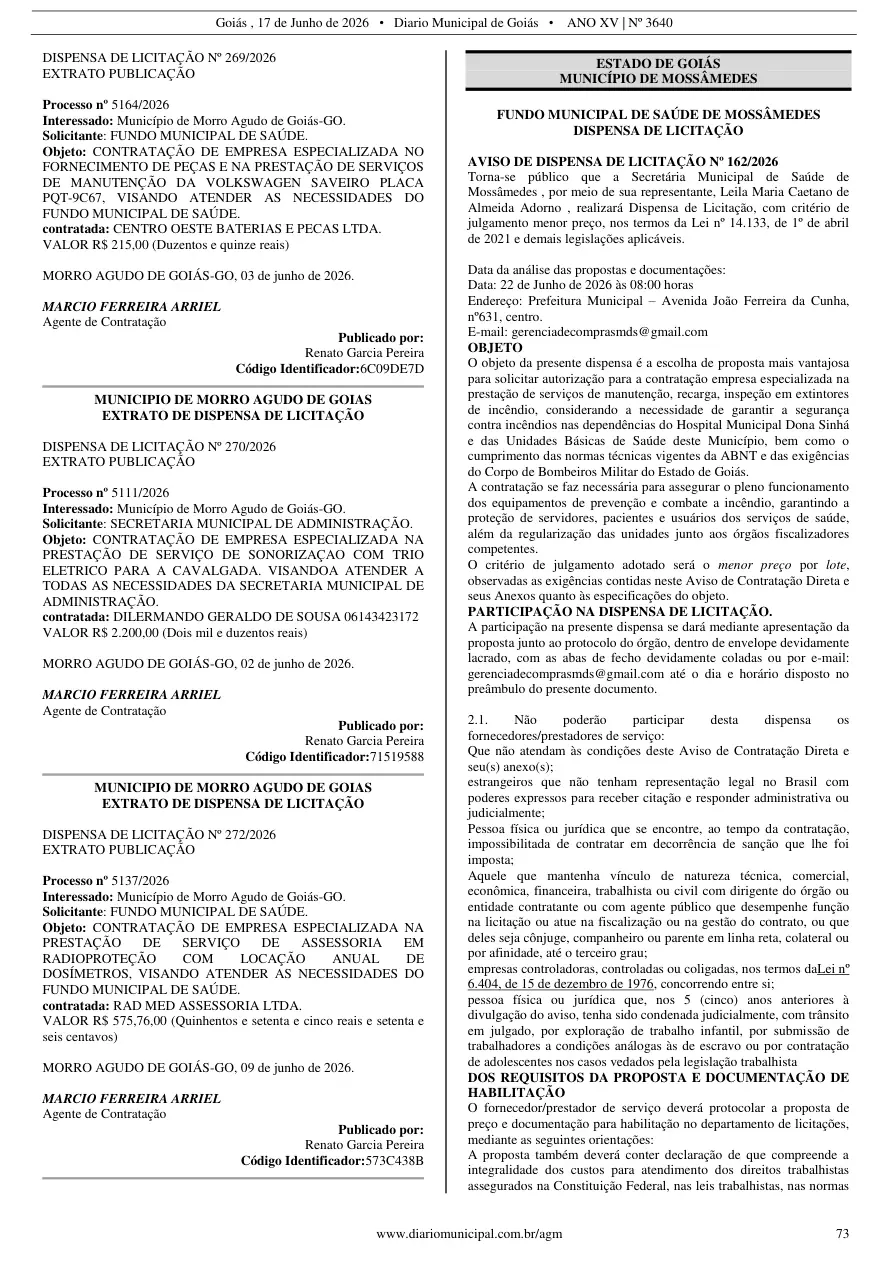 Goiás , 17 de Junho de 2026 • Diario Municipal de Goiás • ANO XV | Nº 3640
DISPENSA DE LICITAÇÃO Nº 269/2026
EXTRATO PUBLICAÇÃO
Processo nº 5164/2026
Interessado: Município de Morro Agudo de Goiás-GO.
Solicitante: FUNDO MUNICIPAL DE SAÚDE.
Objeto: CONTRATAÇÃO DE EMPRESA ESPECIALIZADA NO
FORNECIMENTO DE PEÇAS E NA PRESTAÇÃO DE SERVIÇOS
DE MANUTENÇÃO DA VOLKSWAGEN SAVEIRO PLACA
PQT-9C67, VISANDO ATENDER AS NECESSIDADES DO
FUNDO MUNICIPAL DE SAÚDE.
contratada: CENTRO OESTE BATERIAS E PECAS LTDA.
VALOR R$ 215,00 (Duzentos e quinze reais)
MORRO AGUDO DE GOIÁS-GO, 03 de junho de 2026.
MARCIO FERREIRA ARRIEL
Agente de Contratação
Publicado por:
Renato Garcia Pereira
Código Identificador:6C09DE7D
MUNICIPIO DE MORRO AGUDO DE GOIAS
EXTRATO DE DISPENSA DE LICITAÇÃO
DISPENSA DE LICITAÇÃO Nº 270/2026
EXTRATO PUBLICAÇÃO
Processo nº 5111/2026
Interessado: Município de Morro Agudo de Goiás-GO.
Solicitante: SECRETARIA MUNICIPAL DE ADMINISTRAÇÃO.
Objeto: CONTRATAÇÃO DE EMPRESA ESPECIALIZADA NA
PRESTAÇÃO DE SERVIÇO DE SONORIZAÇAO COM TRIO
ELETRICO PARA A CAVALGADA. VISANDOA ATENDER A
TODAS AS NECESSIDADES DA SECRETARIA MUNICIPAL DE
ADMINISTRAÇÃO.
contratada: DILERMANDO GERALDO DE SOUSA 06143423172
VALOR R$ 2.200,00 (Dois mil e duzentos reais)
MORRO AGUDO DE GOIÁS-GO, 02 de junho de 2026.
MARCIO FERREIRA ARRIEL
Agente de Contratação
Publicado por:
Renato Garcia Pereira
Código Identificador:71519588
MUNICIPIO DE MORRO AGUDO DE GOIAS
EXTRATO DE DISPENSA DE LICITAÇÃO
DISPENSA DE LICITAÇÃO Nº 272/2026
EXTRATO PUBLICAÇÃO
Processo nº 5137/2026
Interessado: Município de Morro Agudo de Goiás-GO.
Solicitante: FUNDO MUNICIPAL DE SAÚDE.
Objeto: CONTRATAÇÃO DE EMPRESA ESPECIALIZADA NA
PRESTAÇÃO DE SERVIÇO DE ASSESSORIA EM
RADIOPROTEÇÃO COM LOCAÇÃO ANUAL DE
DOSÍMETROS, VISANDO ATENDER AS NECESSIDADES DO
FUNDO MUNICIPAL DE SAÚDE.
contratada: RAD MED ASSESSORIA LTDA.
VALOR R$ 575,76,00 (Quinhentos e setenta e cinco reais e setenta e
seis centavos)
MORRO AGUDO DE GOIÁS-GO, 09 de junho de 2026.
MARCIO FERREIRA ARRIEL
Agente de Contratação
Publicado por:
Renato Garcia Pereira
Código Identificador:573C438B
ESTADO DE GOIÁS
MUNICÍPIO DE MOSSÂMEDES
FUNDO MUNICIPAL DE SAÚDE DE MOSSÂMEDES
DISPENSA DE LICITAÇÃO
AVISO DE DISPENSA DE LICITAÇÃO Nº 162/2026
Torna-se público que a Secretária Municipal de Saúde de
Mossâmedes , por meio de sua representante, Leila Maria Caetano de
Almeida Adorno , realizará Dispensa de Licitação, com critério de
julgamento menor preço, nos termos da Lei nº 14.133, de 1º de abril
de 2021 e demais legislações aplicáveis.
Data da análise das propostas e documentações:
Data: 22 de Junho de 2026 às 08:00 horas
Endereço: Prefeitura Municipal – Avenida João Ferreira da Cunha,
nº631, centro.
E-mail: gerenciadecomprasmds@gmail.com
OBJETO
O objeto da presente dispensa é a escolha de proposta mais vantajosa
para solicitar autorização para a contratação empresa especializada na
prestação de serviços de manutenção, recarga, inspeção em extintores
de incêndio, considerando a necessidade de garantir a segurança
contra incêndios nas dependências do Hospital Municipal Dona Sinhá
e das Unidades Básicas de Saúde deste Município, bem como o
cumprimento das normas técnicas vigentes da ABNT e das exigências
do Corpo de Bombeiros Militar do Estado de Goiás.
A contratação se faz necessária para assegurar o pleno funcionamento
dos equipamentos de prevenção e combate a incêndio, garantindo a
proteção de servidores, pacientes e usuários dos serviços de saúde,
além da regularização das unidades junto aos órgãos fiscalizadores
competentes.
O critério de julgamento adotado será o menor preço por lote,
observadas as exigências contidas neste Aviso de Contratação Direta e
seus Anexos quanto às especificações do objeto.
PARTICIPAÇÃO NA DISPENSA DE LICITAÇÃO.
A participação na presente dispensa se dará mediante apresentação da
proposta junto ao protocolo do órgão, dentro de envelope devidamente
lacrado, com as abas de fecho devidamente coladas ou por e-mail:
gerenciadecomprasmds@gmail.com até o dia e horário disposto no
preâmbulo do presente documento.
2.1. Não poderão participar desta dispensa os
fornecedores/prestadores de serviço:
Que não atendam às condições deste Aviso de Contratação Direta e
seu(s) anexo(s);
estrangeiros que não tenham representação legal no Brasil com
poderes expressos para receber citação e responder administrativa ou
judicialmente;
Pessoa física ou jurídica que se encontre, ao tempo da contratação,
impossibilitada de contratar em decorrência de sanção que lhe foi
imposta;
Aquele que mantenha vínculo de natureza técnica, comercial,
econômica, financeira, trabalhista ou civil com dirigente do órgão ou
entidade contratante ou com agente público que desempenhe função
na licitação ou atue na fiscalização ou na gestão do contrato, ou que
deles seja cônjuge, companheiro ou parente em linha reta, colateral ou
por afinidade, até o terceiro grau;
empresas controladoras, controladas ou coligadas, nos termos daLei nº
6.404, de 15 de dezembro de 1976, concorrendo entre si;
pessoa física ou jurídica que, nos 5 (cinco) anos anteriores à
divulgação do aviso, tenha sido condenada judicialmente, com trânsito
em julgado, por exploração de trabalho infantil, por submissão de
trabalhadores a condições análogas às de escravo ou por contratação
de adolescentes nos casos vedados pela legislação trabalhista
DOS REQUISITOS DA PROPOSTA E DOCUMENTAÇÃO DE
HABILITAÇÃO
O fornecedor/prestador de serviço deverá protocolar a proposta de
preço e documentação para habilitação no departamento de licitações,
mediante as seguintes orientações:
A proposta também deverá conter declaração de que compreende a
integralidade dos custos para atendimento dos direitos trabalhistas
assegurados na Constituição Federal, nas leis trabalhistas, nas normas
www.diariomunicipal.com.br/agm
73